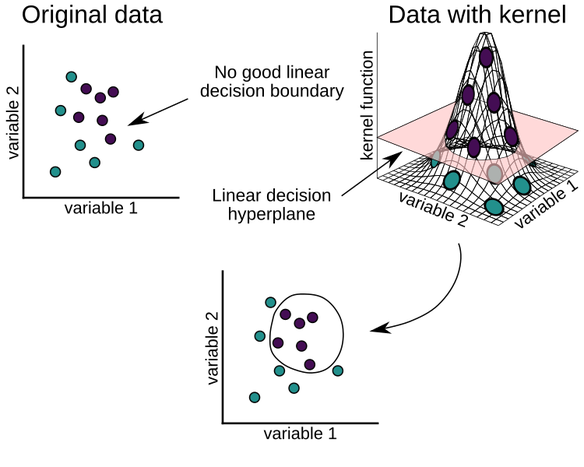 Original data
Data with kernel
No good linear
decision boundary
variable 2
variable 1
kernel function
Linear decision
hyperplane
variable 2
variable 1
variable 2
variable 1